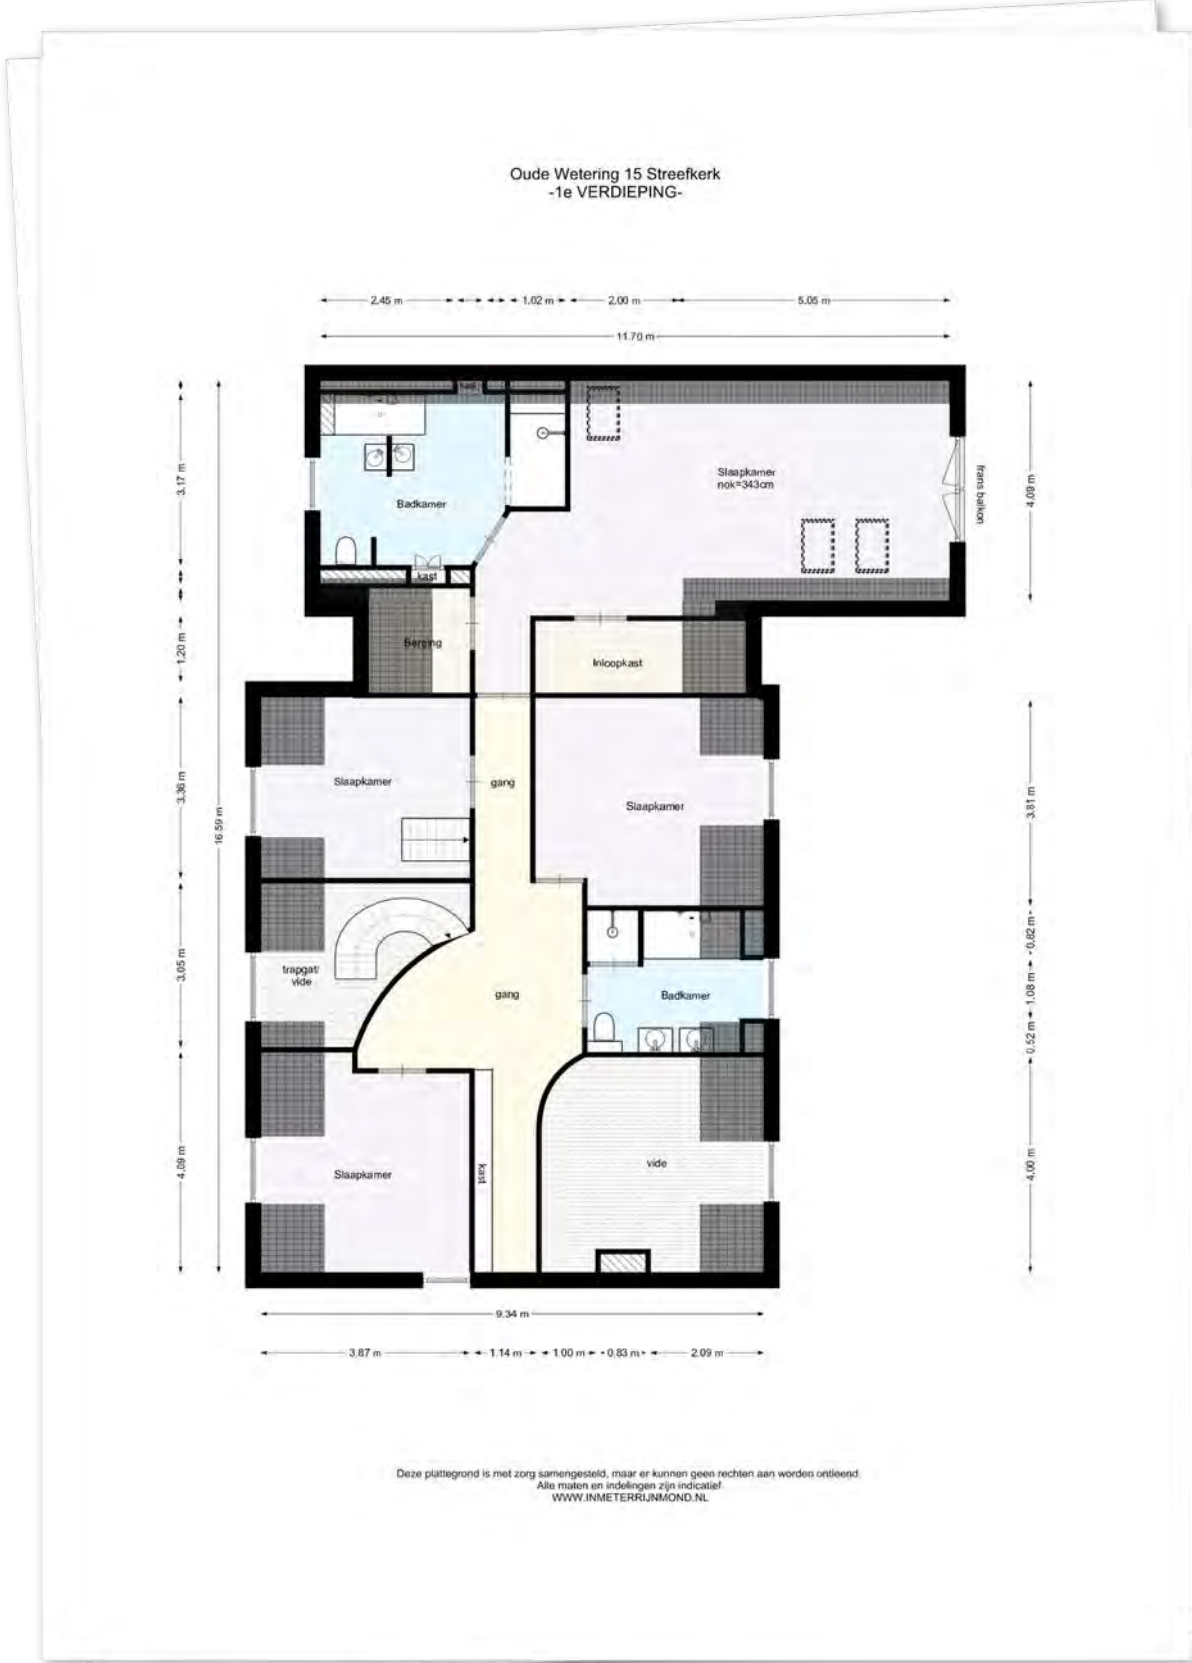 Oude Wetering 15 Streefkerk
-1e VERDIEPING-
2.45 m
1.02 m
2.00 m
5.05 m
11.70 m
kast
3.17 m
Slaapkamer
nok=343cm
4.09 m
frans balkon
Badkamer
kast
1.20 m
Berging
Inloopkast
3.36 m
16.59 m
Slaapkamer
gang
Slaapkamer
3.81 m
3.05 m
trapgat/
vide
gang
Badkamer
0.82 m
1.08 m
0.52 m
4.09 m
Slaapkamer
kast
vide
4.00 m
9.34 m
3.87 m
1.14 m
1.00 m
0.83 m
2.09 m
Deze plattegrond is met zorg samengesteld, maar er kunnen geen rechten aan worden ontleend.
Alle maten en indelingen zijn indicatief.
WWW.INMETERRIJNMOND.NL